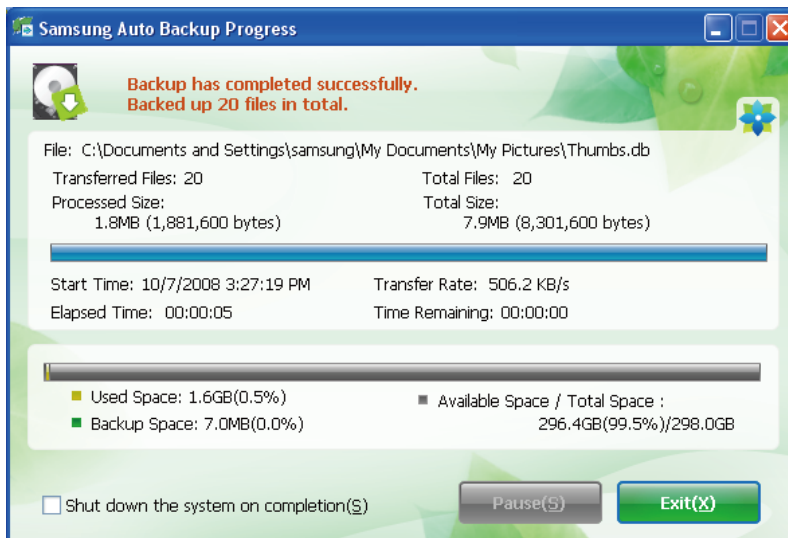 Samsung Auto Backup Progress
Backup has completed successfully.
Backed up 20 files in total.
File: C:\Documents and Settings\samsung\My Documents\My Pictures\Thumbs.db
Transferred Files: 20
Total Files: 20
Processed Size:
1.8MB (1,881,600 bytes)
Total Size:
7.9MB (8,301,600 bytes)
Start Time: 10/7/2008 3:27:19 PM
Transfer Rate: 506.2 KB/s
Elapsed Time: 00:00:05
Time Remaining: 00:00:00
Used Space: 1.6GB(0.5%)
Backup Space: 7.0MB(0.0%)
Available Space / Total Space :
296.4GB(99.5%)/298.0GB
Shut down the system on completion(S)
Pause(S)
Exit(X)